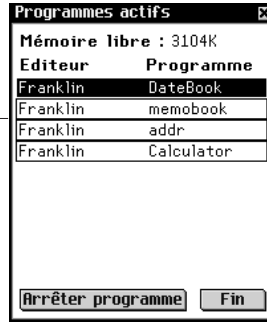 Programmes actifs
Mémoire libre : 3104K
Editeur Programme
Franklin DateBook
Franklin memobook
Franklin addr
Franklin Calculator
Arrêter programme Fin